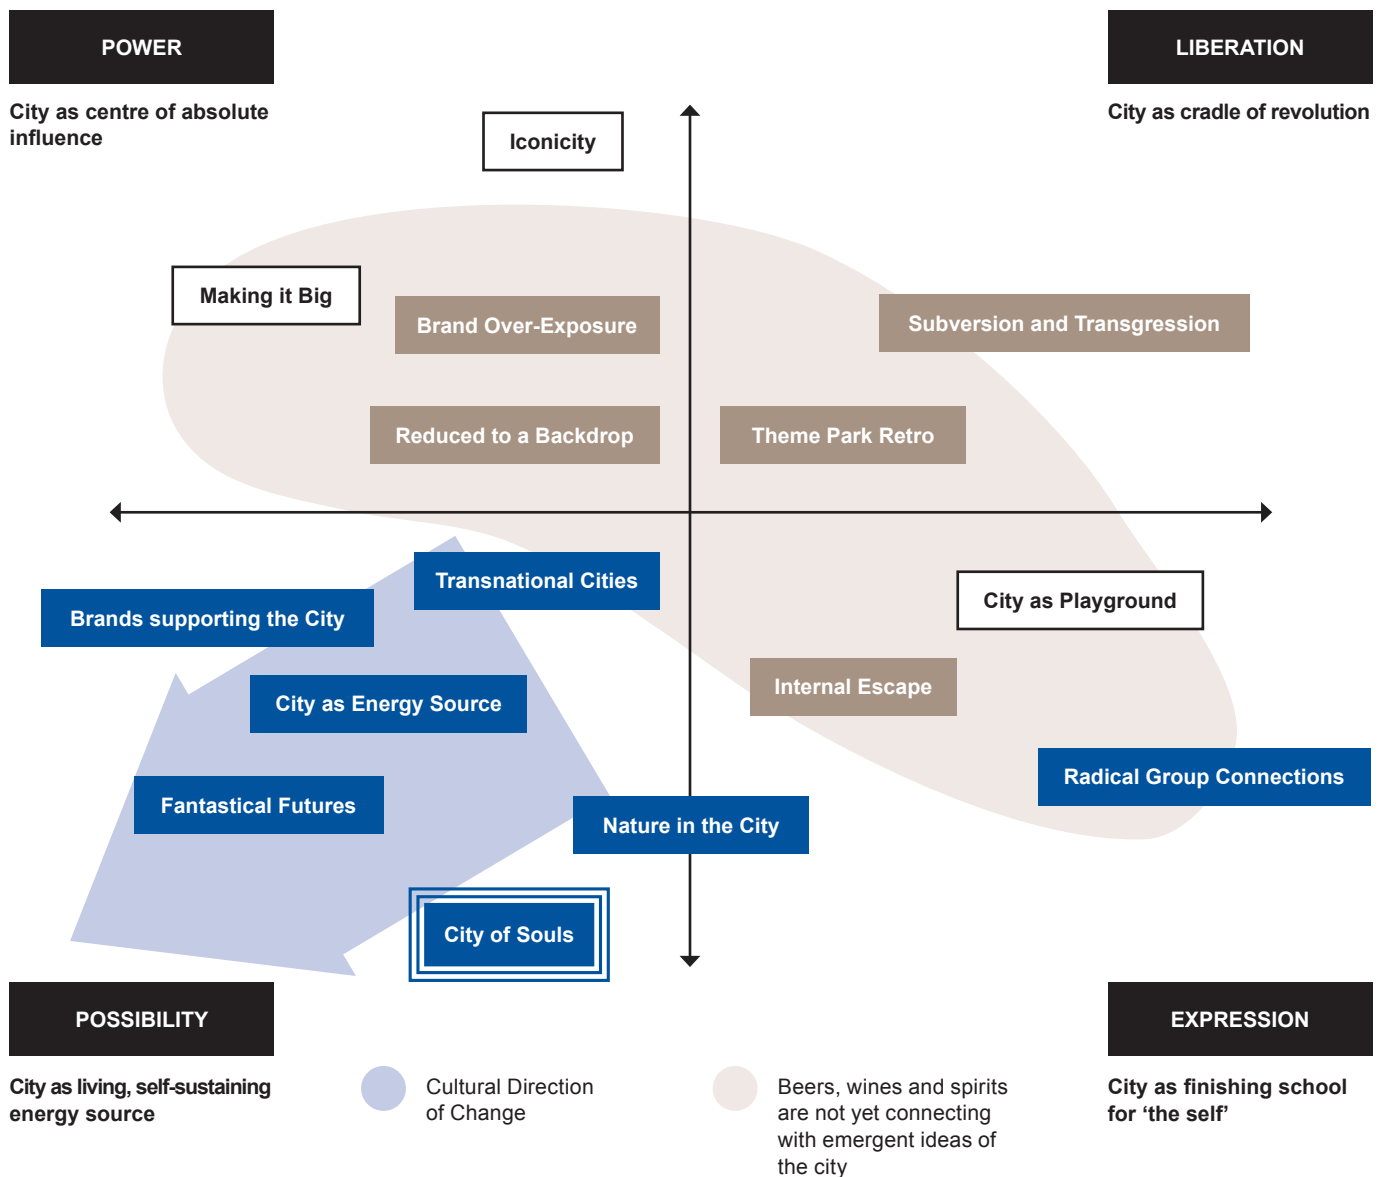 POWER
LIBERATION
City as centre of absolute
influence
City as cradle of revolution
Iconicity
Making it Big
Brand Over-Exposure
Subversion and Transgression
Reduced to a Backdrop
Theme Park Retro
Transnational Cities
Brands supporting the City
City as Playground
Internal Escape
City as Energy Source
Radical Group Connections
Fantastical Futures
Nature in the City
City of Souls
POSSIBILITY
EXPRESSION
City as living, self-sustaining
energy source
Cultural Direction
of Change
Beers, wines and spirits
are not yet connecting
with emergent ideas of
the city
City as finishing school
for ‘the self’